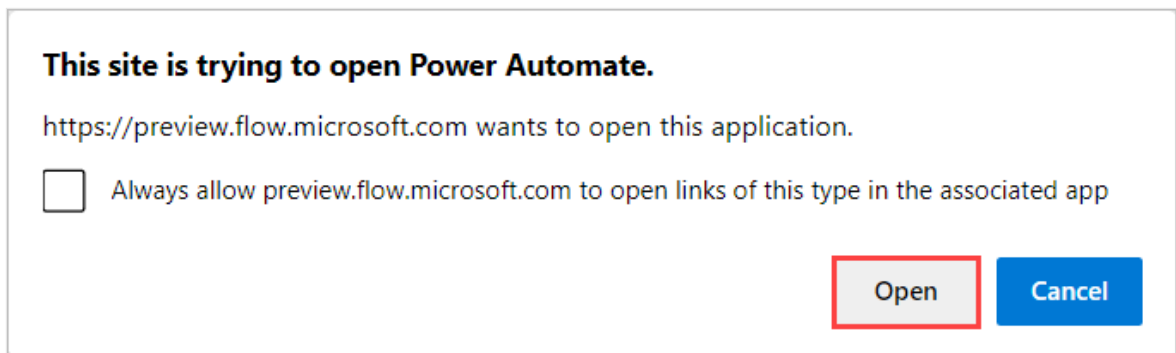 This site is trying to open Power Automate.
https://preview.flow.microsoft.com wants to open this application.
Always allow preview.flow.microsoft.com to open links of this type in the associated app
Open
Cancel